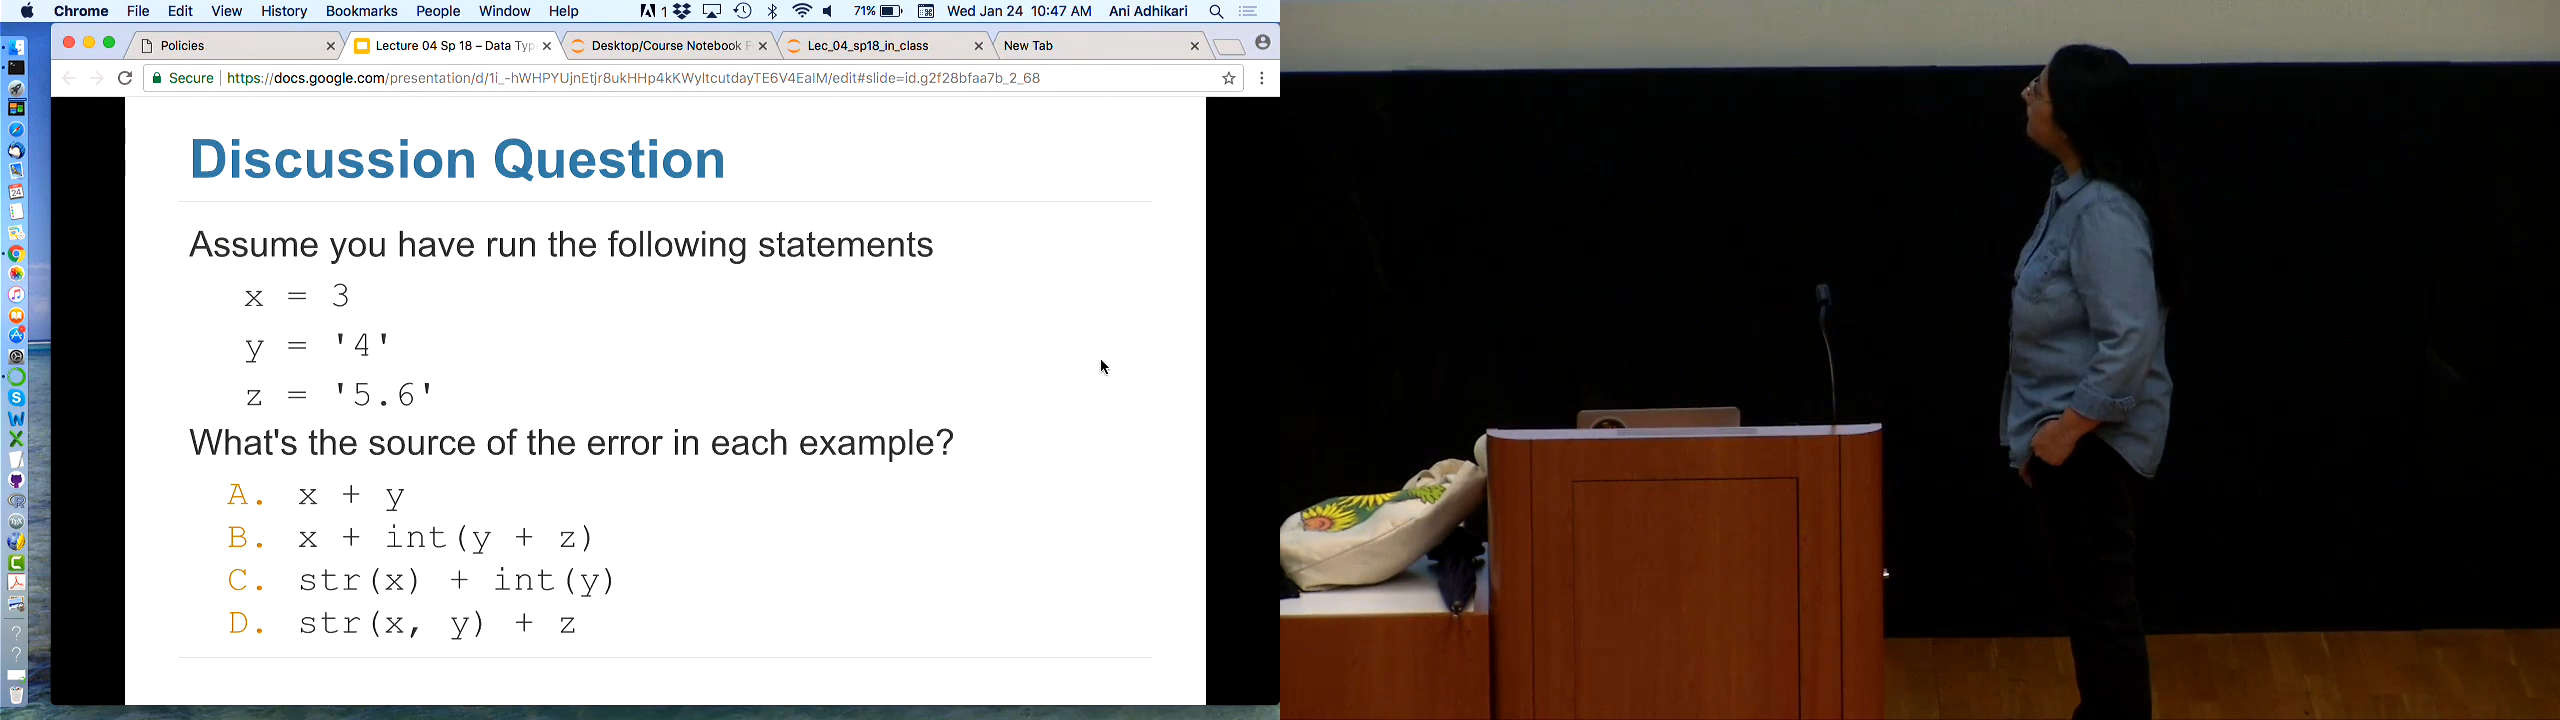 Chrome File Edit View History Bookmarks People Window Help 1 71% Wed Jan 24 10:47 AM Ani Adhikari
Policies Lecture 04 Sp 18 – Data Typ Desktop/Course Notebook F Lec_04_sp18_in_class New Tab
Secure https://docs.google.com/presentation/d/1i_-hWHPYUjnEtjr8ukHHp4kKWyltcutdayTE6V4EaIM/edit#slide=id.g2f28bfaa7b_2_68
Discussion Question
Assume you have run the following statements
x = 3
y = '4'
z = '5.6'
What's the source of the error in each example?
A. x + y
B. x + int(y + z)
C. str(x) + int(y)
D. str(x, y) + z